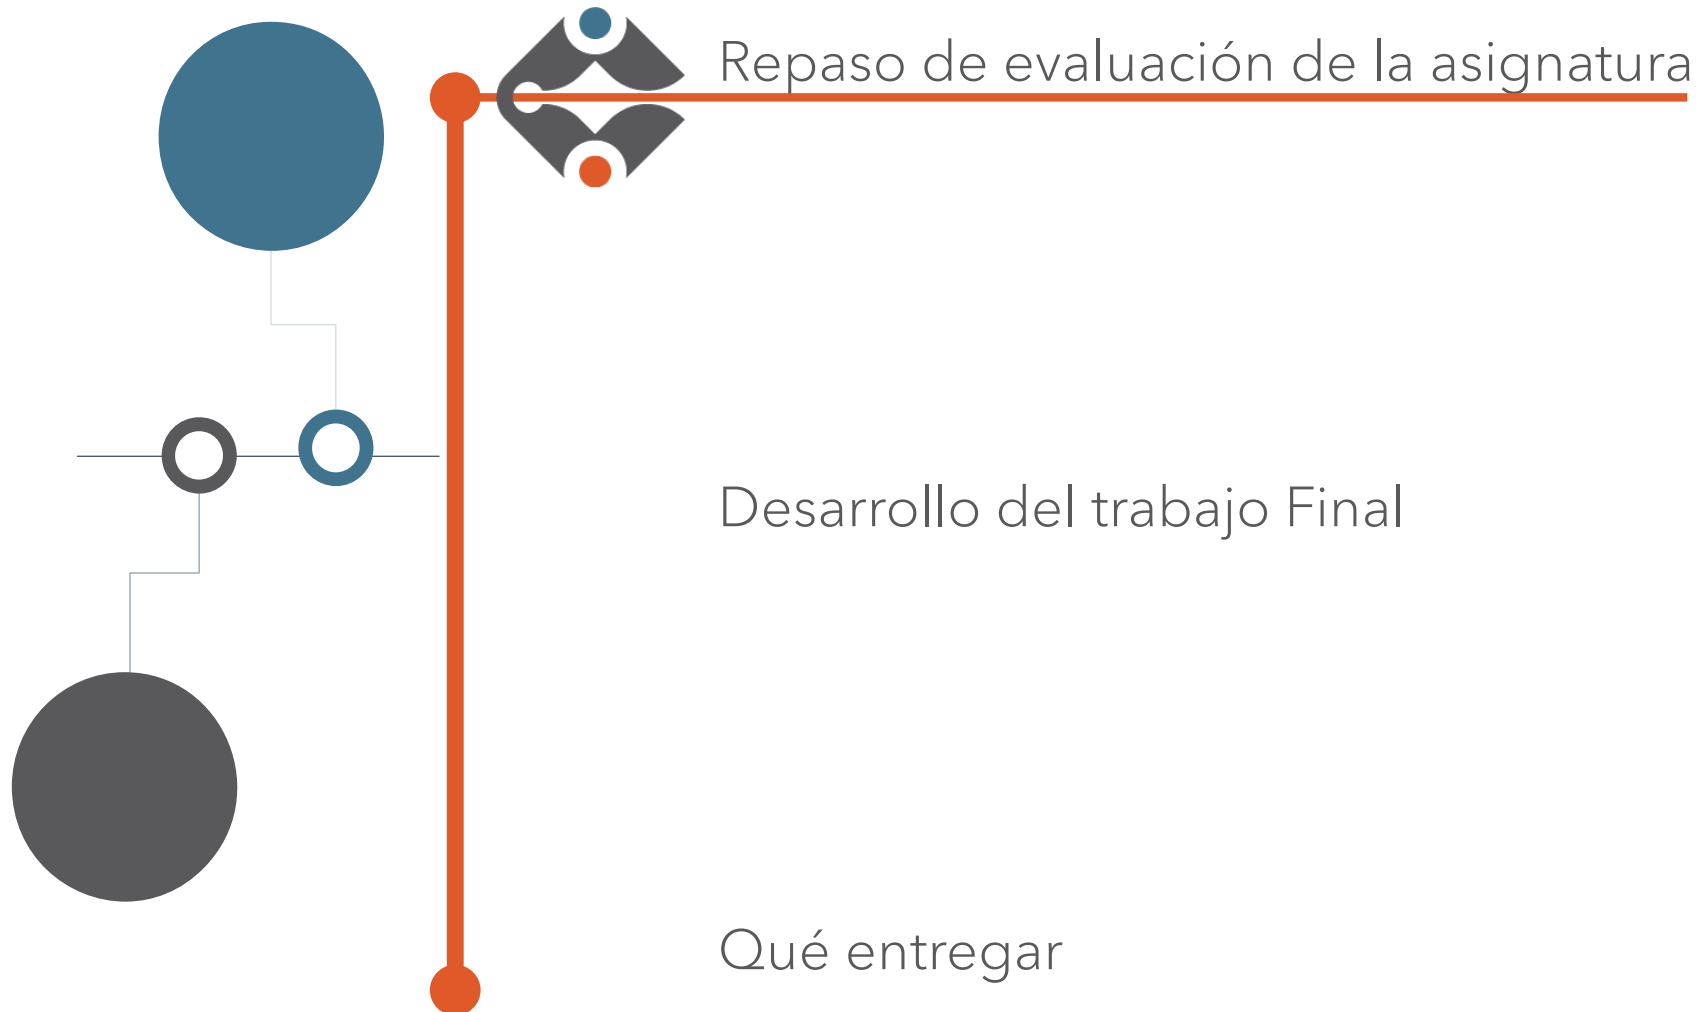 Repaso de evaluación de la asignatura
Desarrollo del trabajo Final
Qué entregar